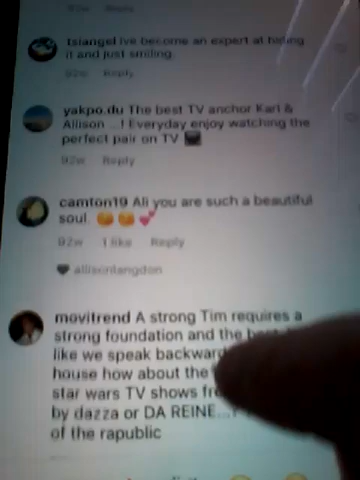 92w Reply
tsiangel Ive become an expert at hiding
it and just smiling.
92w Reply
yakpo.du The best TV anchor Karl &
Allison ...! Everyday enjoy watching the
perfect pair on TV
92w Reply
camton19 Ali you are such a beautiful
soul.
92w 1 like Reply
allisonlangdon
movitrend A strong Tim requires a
strong foundation and the
like we speak backward
house how about the
star wars TV shows
by dazza or DA REINE...
of the rapublic